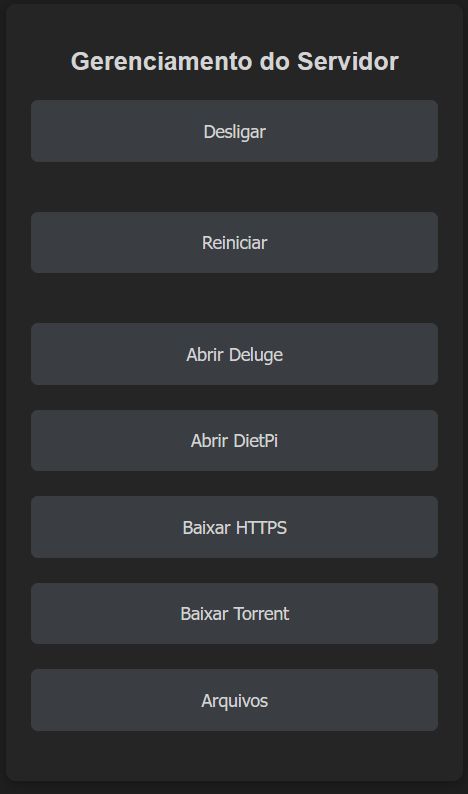 Gerenciamento do Servidor
Desligar
Reiniciar
Abrir Deluge
Abrir DietPi
Baixar HTTPS
Baixar Torrent
Arquivos